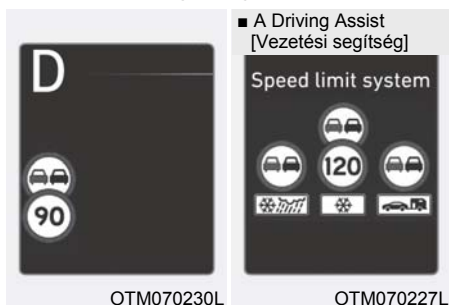 D
90
OTM070230L
■ A Driving Assist
[Vezetési segítség]
Speed limit system
120
OTM070227L